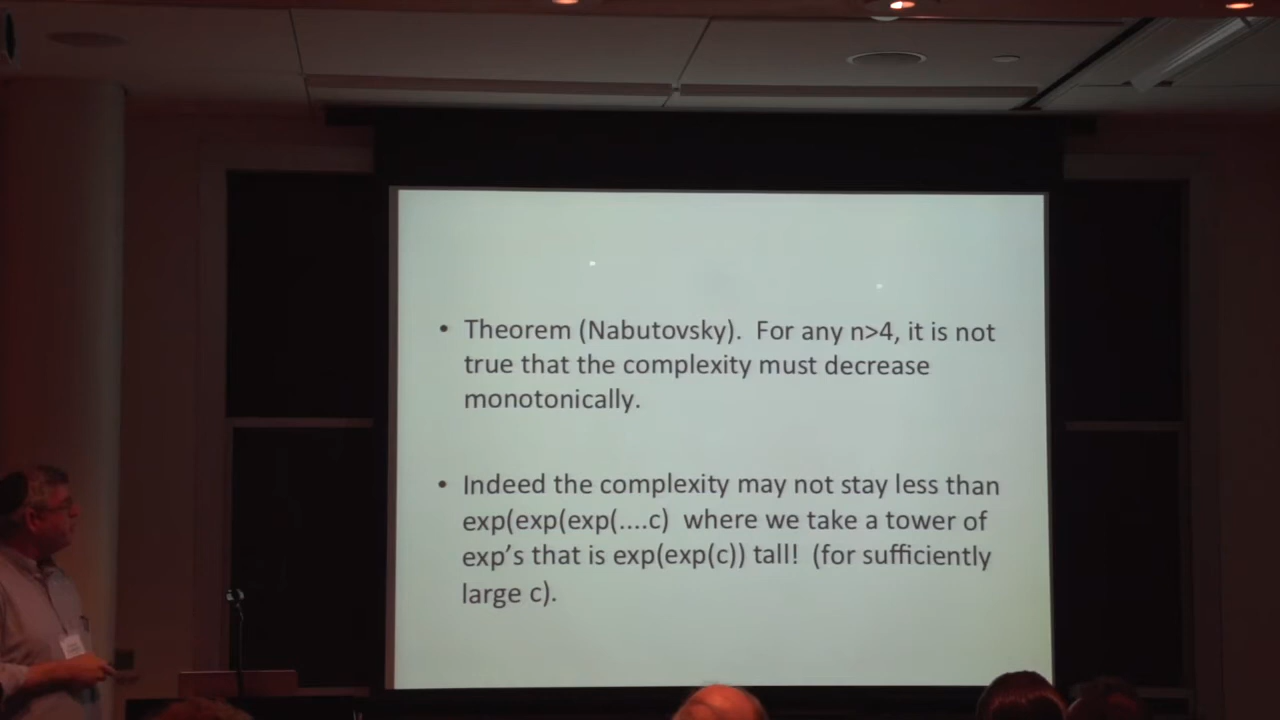 • Theorem (Nabutovsky).  For any n>4, it is not
true that the complexity must decrease
monotonically.
• Indeed the complexity may not stay less than
exp(exp(exp(....c)  where we take a tower of
exp’s that is exp(exp(c)) tall!  (for sufficiently
large c).